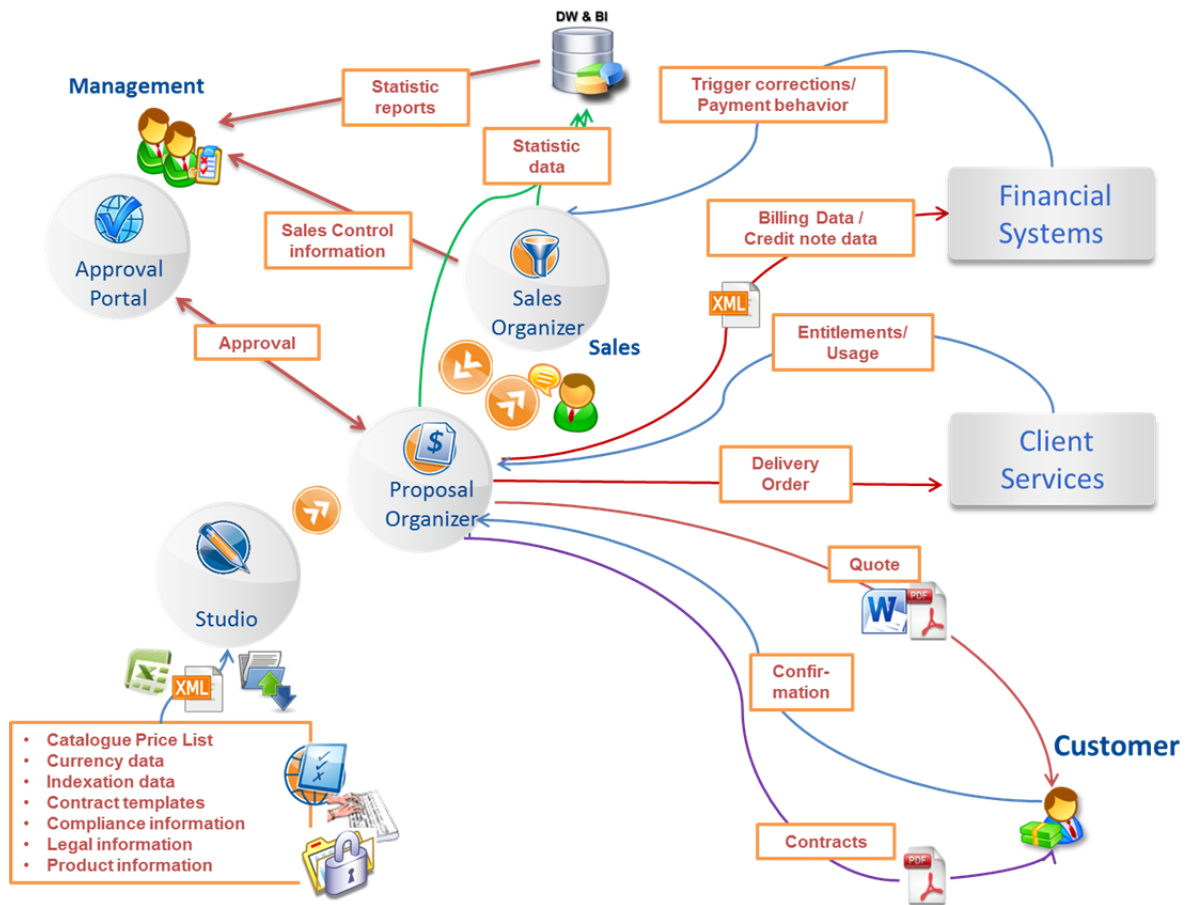 DW & BI
Management
Statistic
reports
Trigger corrections/
Payment behavior
Statistic
data
Financial
Systems
Billing Data /
Credit note data
Sales Control
information
Approval
Portal
Sales
Organizer
XML
Approval
Sales
Entitlements/
Usage
$
Proposal
Organizer
Delivery
Order
Client
Services
Quote
W
PDF
Studio
XML
Confir-
mation
• Catalogue Price List
• Currency data
• Indexation data
• Contract templates
• Compliance information
• Legal information
• Product information
Customer
Contracts
PDF